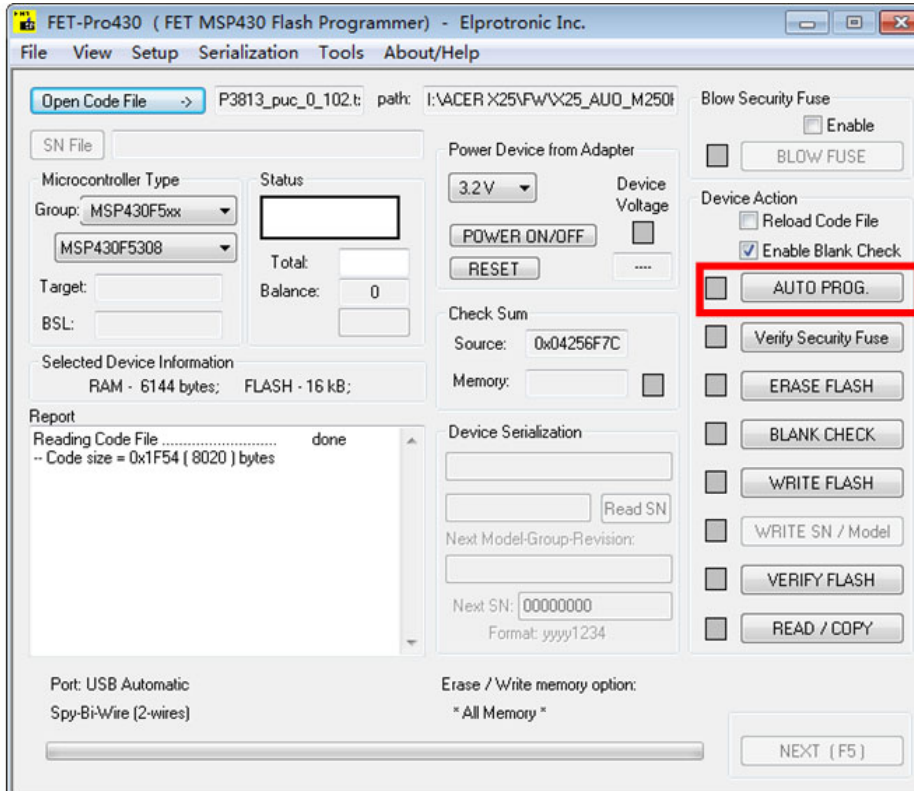 FET-Pro430 ( FET MSP430 Flash Programmer) - Elprotronic Inc.
File View Setup Serialization Tools About/Help
Open Code File ->
P3813_puc_0_102.t:
path:
I:\ACER X25\FW\X25_AUO_M250H
SN File
Microcontroller Type
Group: MSP430F5xx
MSP430F5308
Target:
BSL:
Status
Total:
Balance: 0
Selected Device Information
RAM - 6144 bytes; FLASH - 16 kB;
Report
Reading Code File ........................... done
-- Code size = 0x1F54 ( 8020 ) bytes
Power Device from Adapter
3.2 V
Device
Voltage
POWER ON/OFF
RESET
----
Check Sum
Source: 0x04256F7C
Memory:
Device Serialization
Read SN
Next Model-Group-Revision:
Next SN: 00000000
Format: yyyy1234
Blow Security Fuse
Enable
BLOW FUSE
Device Action
Reload Code File
Enable Blank Check
AUTO PROG.
Verify Security Fuse
ERASE FLASH
BLANK CHECK
WRITE FLASH
WRITE SN / Model
VERIFY FLASH
READ / COPY
Port: USB Automatic
Spy-Bi-Wire (2-wires)
Erase / Write memory option:
* All Memory *
NEXT ( F5 )